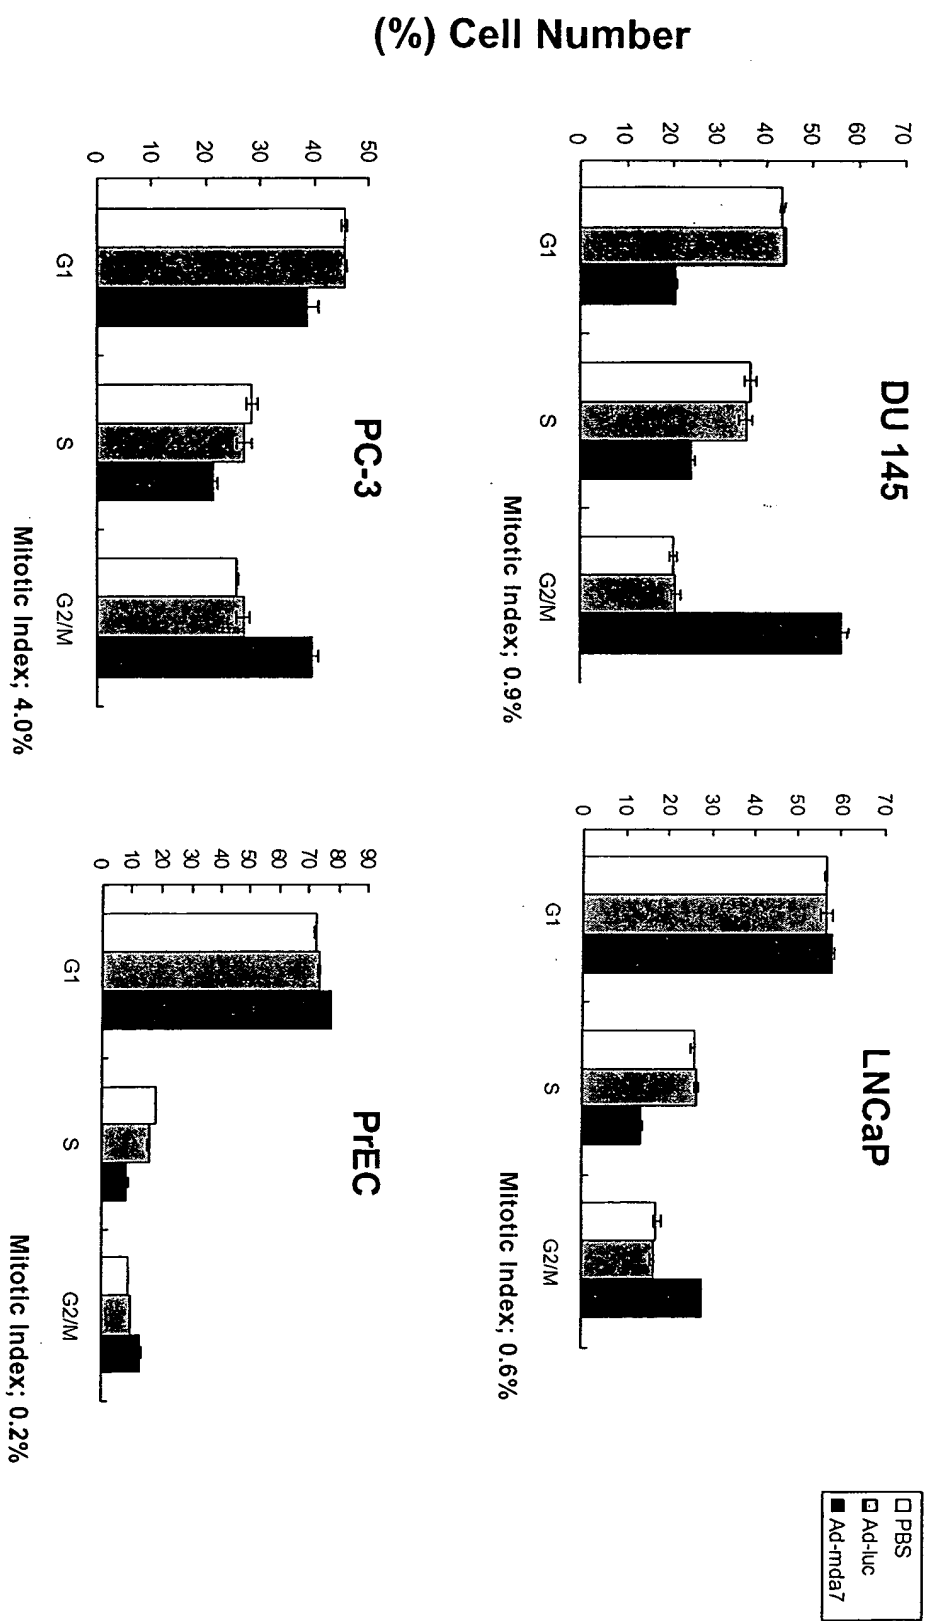 (%) Cell Number
DU 145
70
60
50
40
30
20
10
0
G1
S
G2/M
Mitotic Index; 0.9%
LNCaP
70
60
50
40
30
20
10
0
G1
S
G2/M
Mitotic Index; 0.6%
PBS
Ad-luc
Ad-mda7
PC-3
50
40
30
20
10
0
G1
S
G2/M
Mitotic Index; 4.0%
PrEC
90
80
70
60
50
40
30
20
10
0
G1
S
G2/M
Mitotic Index; 0.2%